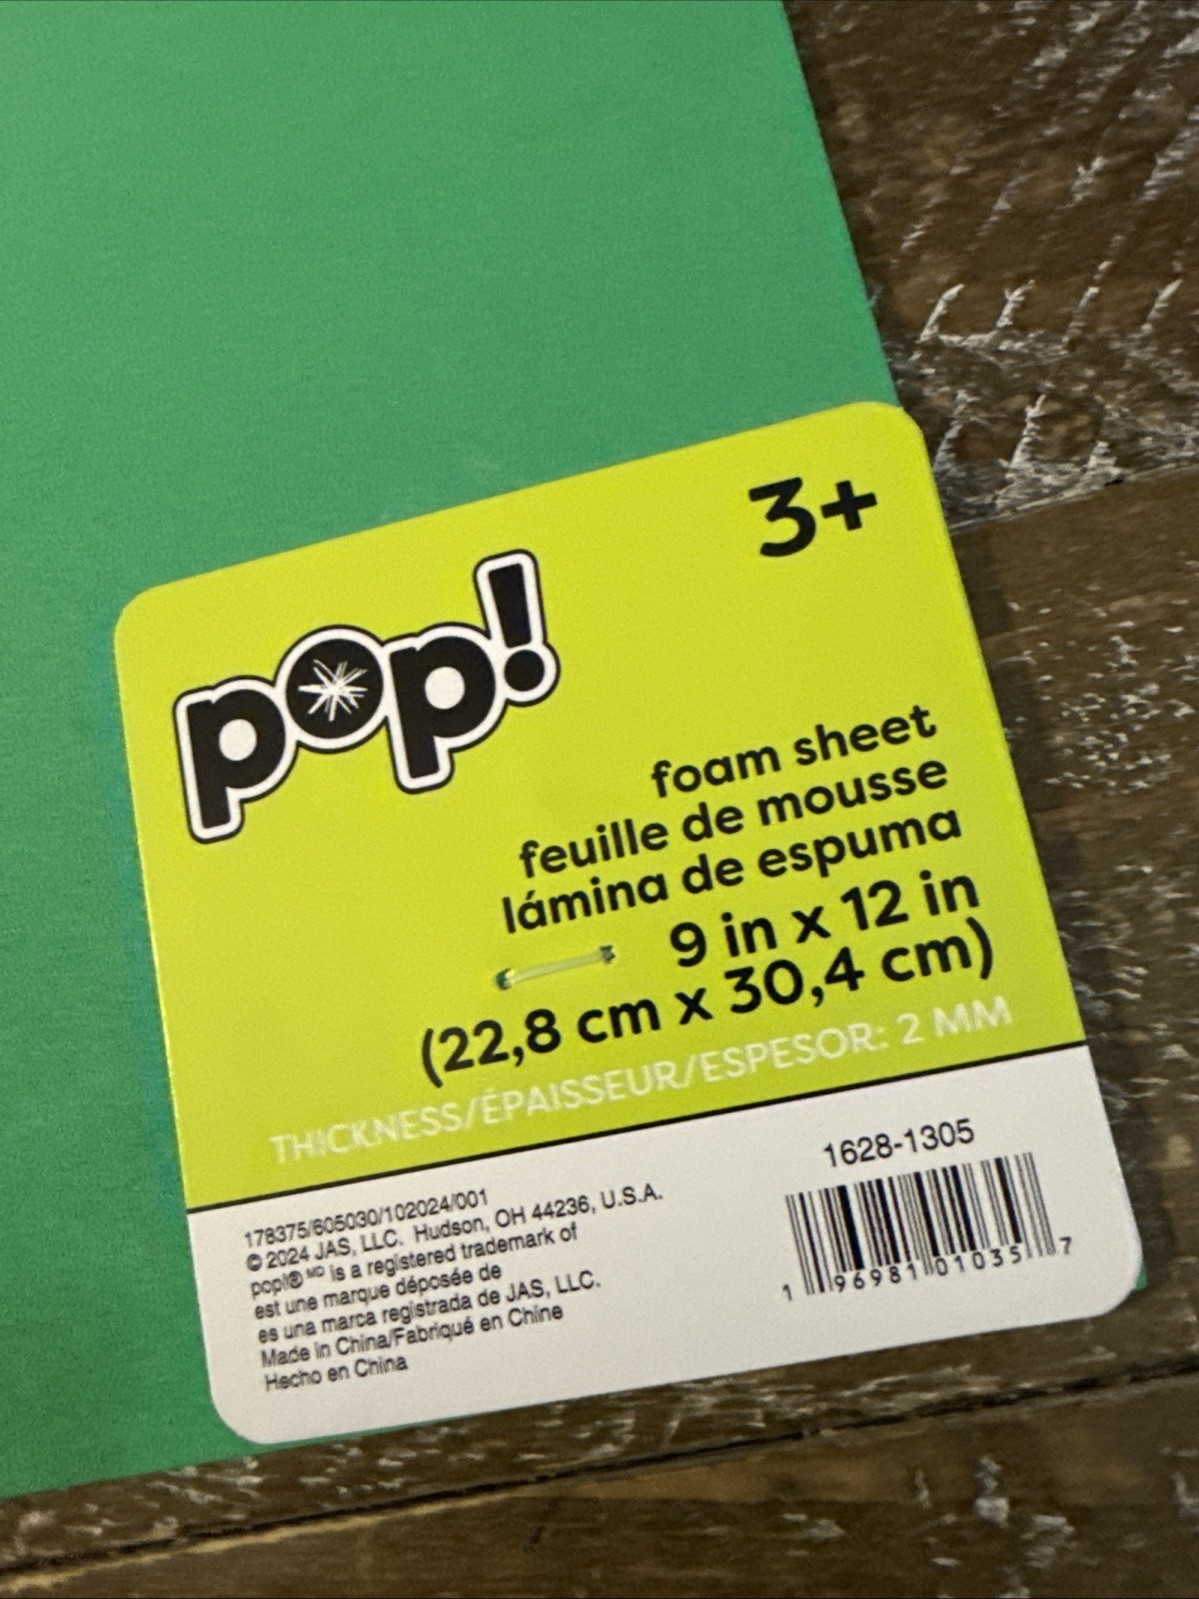 3+
pop!
foam sheet
feuille de mousse
lámina de espuma
9 in x 12 in
(22,8 cm x 30,4 cm)
THICKNESS/ÉPAISSEUR/ESPESOR: 2 MM
1628-1305
178375/605030/102024/001
© 2024 JAS, LLC. Hudson, OH 44236, U.S.A.
pop!® MD is a registered trademark of
est une marque déposée de
es una marca registrada de JAS, LLC.
Made in China/Fabriqué en Chine
Hecho en China
1 96981 01035 7